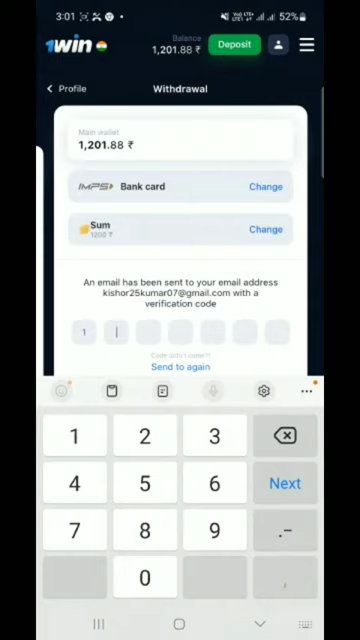 3:01
52%
1win
Balance
1,201.88 ₹
Deposit
Profile
Withdrawal
Main wallet
1,201.88 ₹
IMPS
Bank card
Change
Sum
1200 ₹
Change
An email has been sent to your email address
kishor25kumar07@gmail.com with a
verification code
1
Code didn't come?
Send to again
1 2 3
4 5 6 Next
7 8 9 .-
0 ,